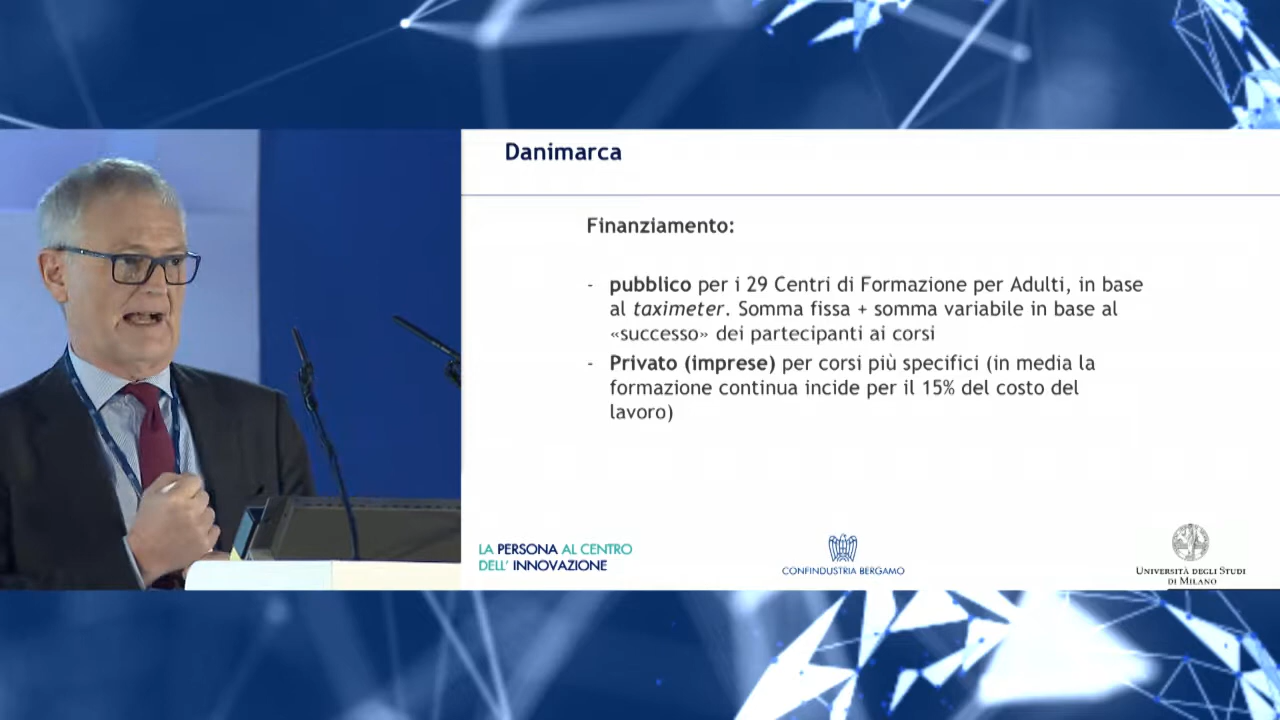 Danimarca
Finanziamento:
- pubblico per i 29 Centri di Formazione per Adulti, in base
al taximeter. Somma fissa + somma variabile in base al
«successo» dei partecipanti ai corsi
- Privato (imprese) per corsi più specifici (in media la
formazione continua incide per il 15% del costo del
lavoro)
LA PERSONA AL CENTRO
DELL' INNOVAZIONE
CONFINDUSTRIA BERGAMO
UNIVERSITÀ DEGLI STUDI
DI MILANO